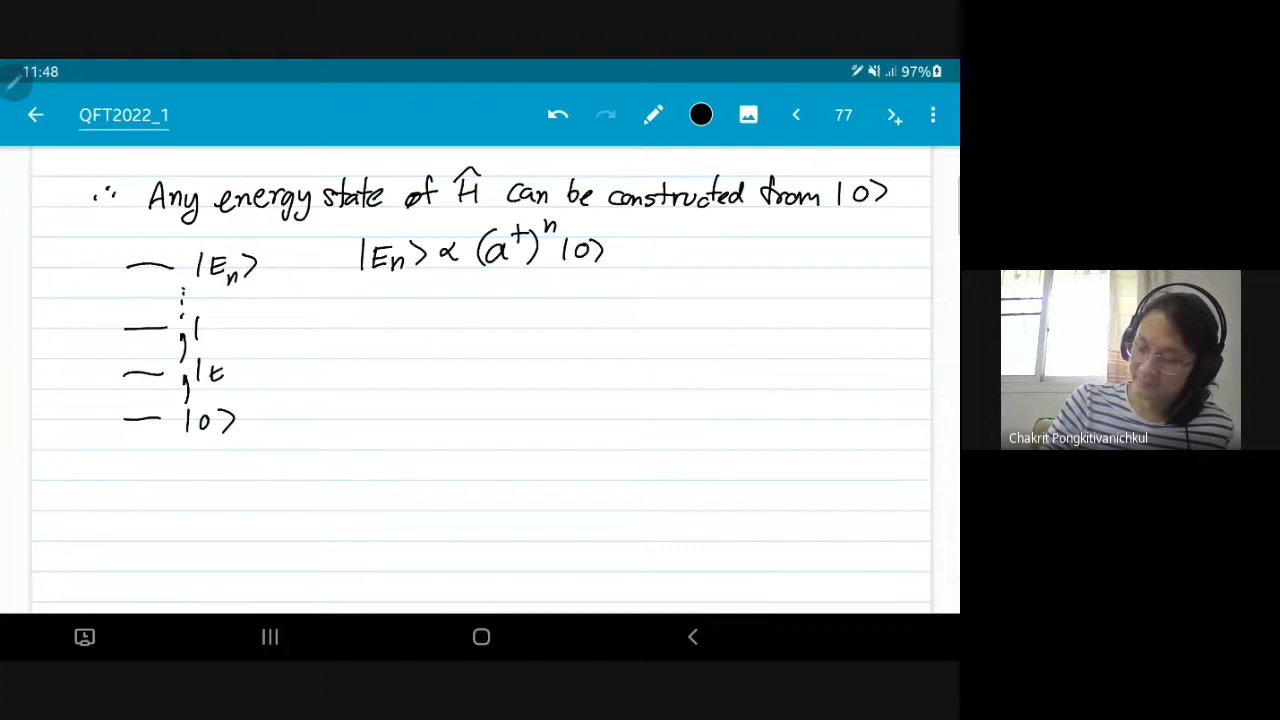 11:48
97%
QFT2022_1
77
∴ Any energy state of Ĥ can be constructed from |0>
|Eₙ> |Eₙ> ∝ (a†)ⁿ |0>
|
|E
|0>
Chakrit Pongkitivanichkul